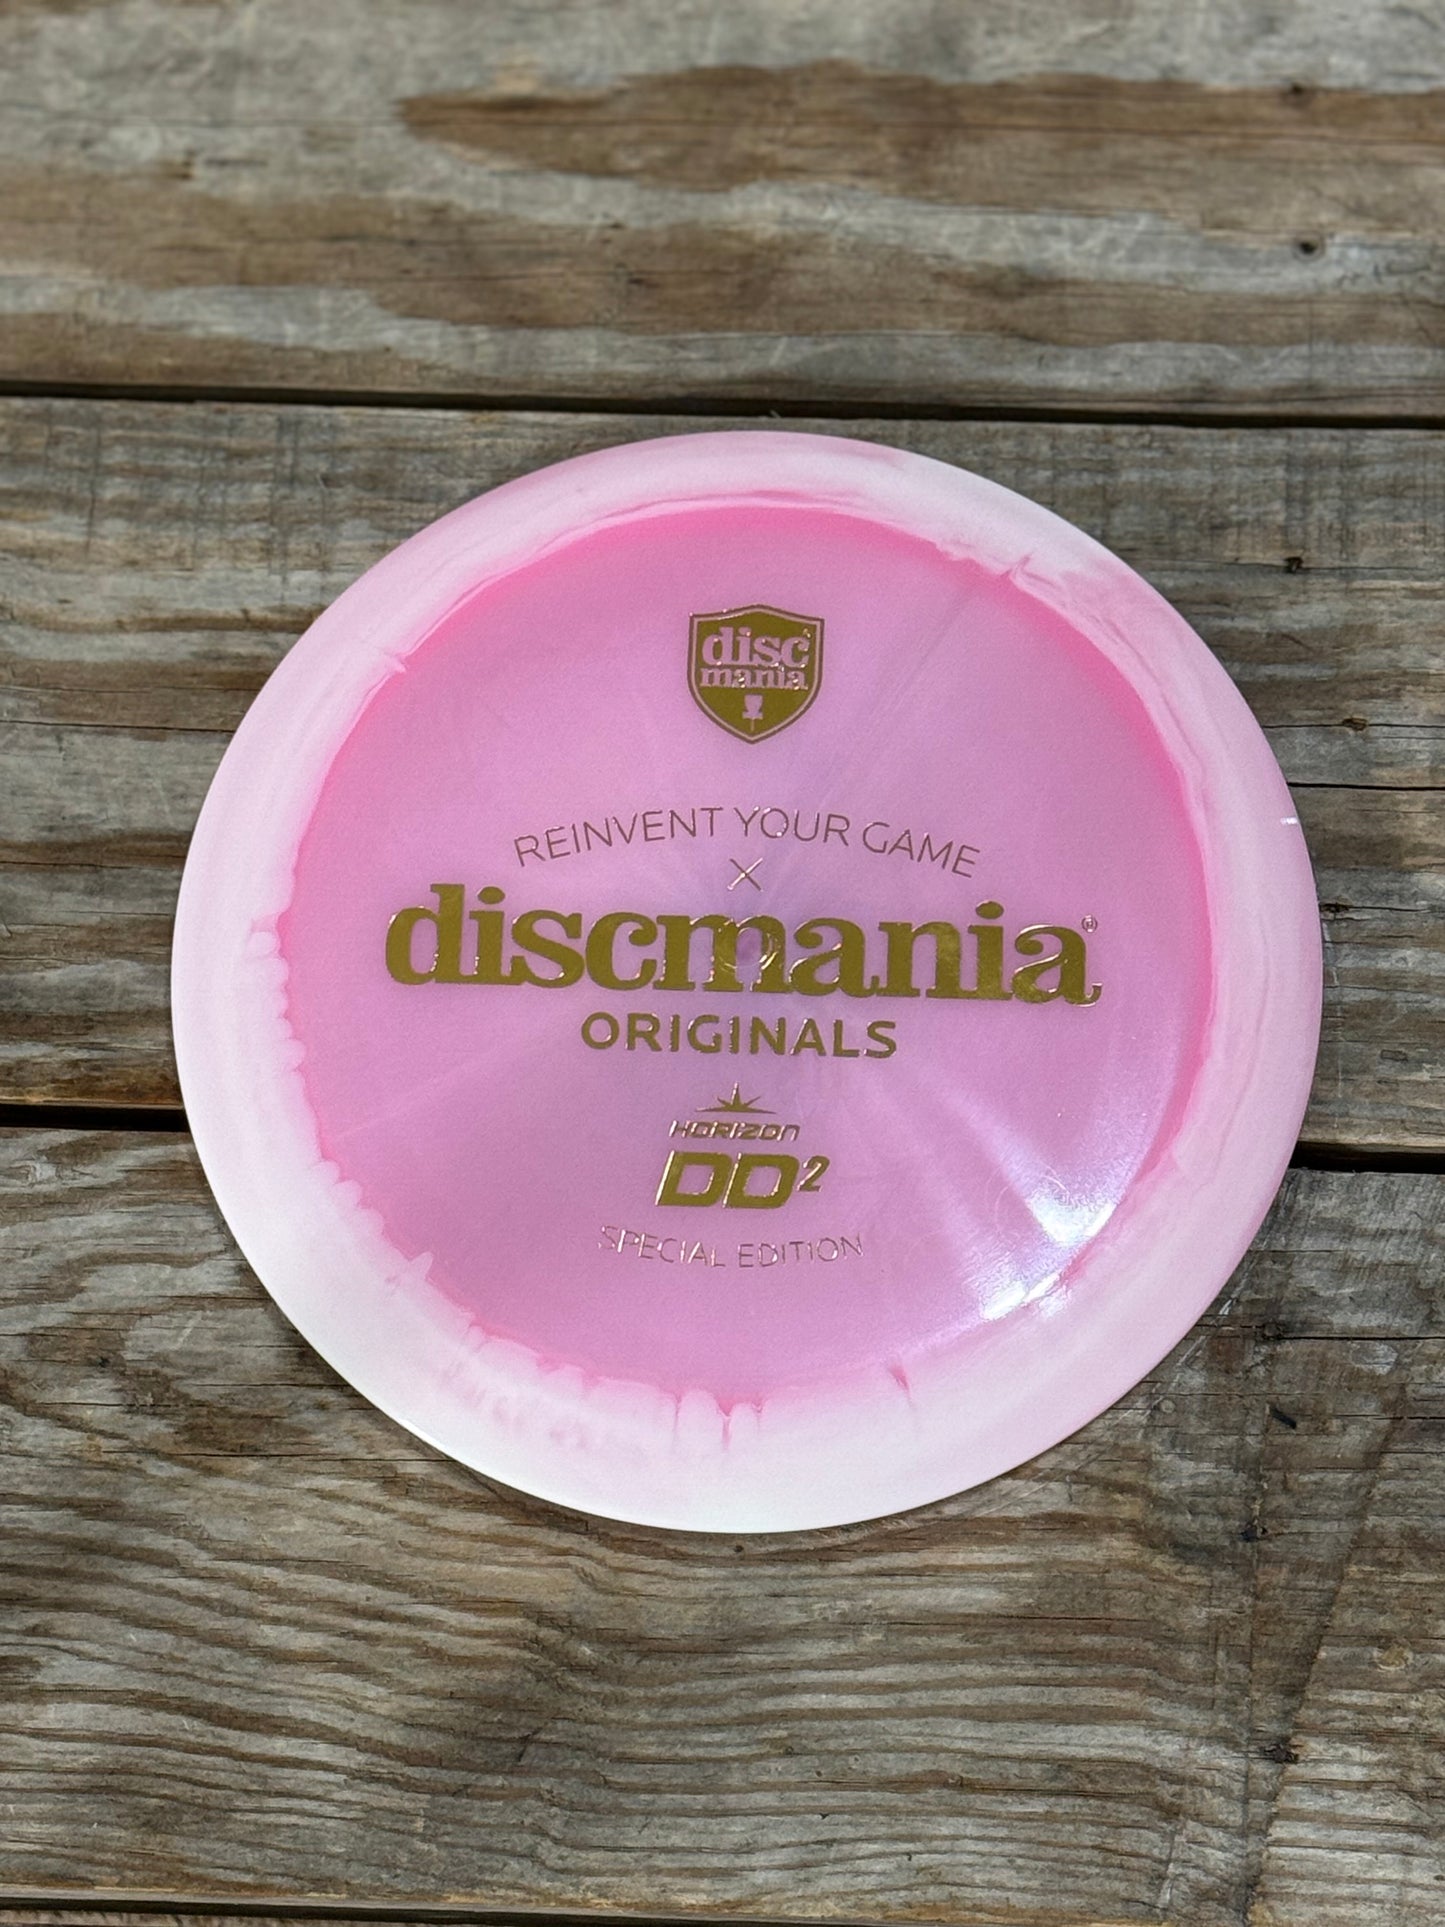 disc
mania
REINVENT YOUR GAME
X
discmania®
ORIGINALS
HORIZON
DD²
SPECIAL EDITION